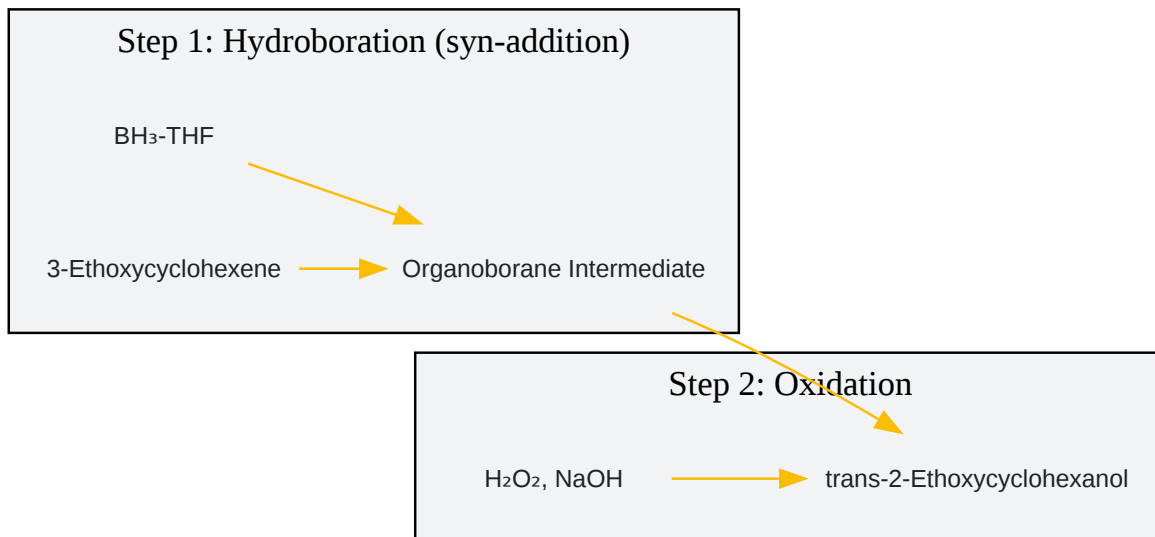 Step 1: Hydroboration (syn-addition)
BH₃-THF
3-Ethoxycyclohexene
Organoborane Intermediate
Step 2: Oxidation
H₂O₂, NaOH
trans-2-Ethoxycyclohexanol